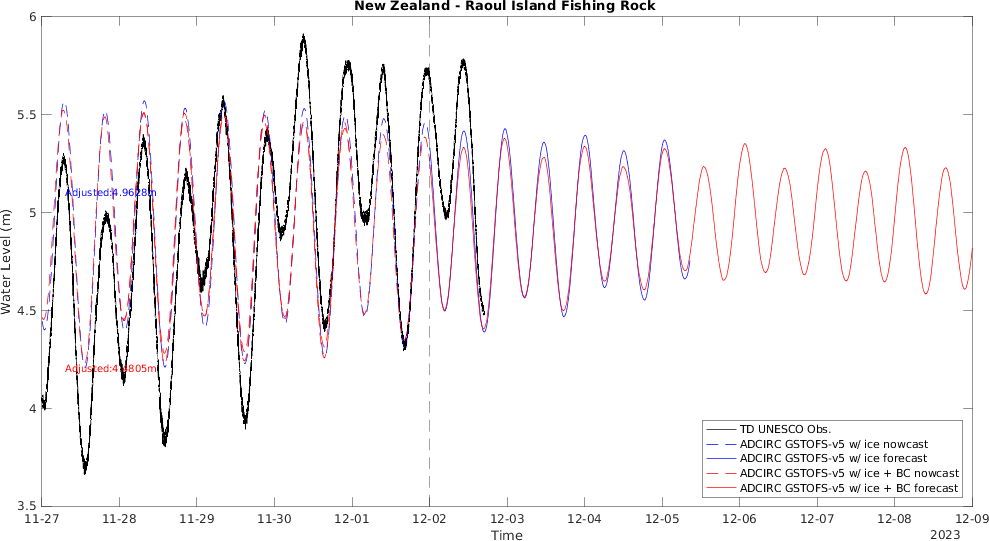 New Zealand - Raoul Island Fishing Rock
6
5.5
5
4.5
4
3.5
Water Level (m)
Adjusted:4.9628m
TD UNESCO Obs.
ADCIRC GSTOFS-v5 w/ ice nowcast
ADCIRC GSTOFS-v5 w/ ice forecast
ADCIRC GSTOFS-v5 w/ ice + BC nowcast
ADCIRC GSTOFS-v5 w/ ice + BC forecast
11-27 11-28 11-29 11-30 12-01 12-02 12-03 12-04 12-05 12-06 12-07 12-08 12-09
Time
2023